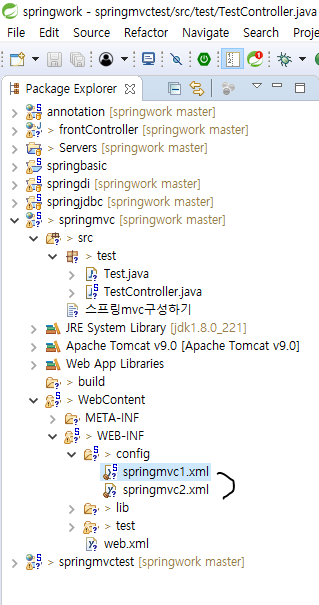 springwork - springmvctest/src/test/TestController.java
File Edit Source Refactor Navigate Search Proje
Package Explorer
annotation [springwork master]
> frontController [springwork master]
> Servers [springwork master]
springbasic
springdi [springwork master]
springjdbc [springwork master]
> springmvc [springwork master]
> src
> test
Test.java
TestController.java
스프링mvc구성하기
JRE System Library [jdk1.8.0_221]
Apache Tomcat v9.0 [Apache Tomcat v9.0]
Web App Libraries
> build
> WebContent
> META-INF
> WEB-INF
> config
springmvc1.xml
springmvc2.xml
> lib
> test
web.xml
> springmvctest [springwork master]